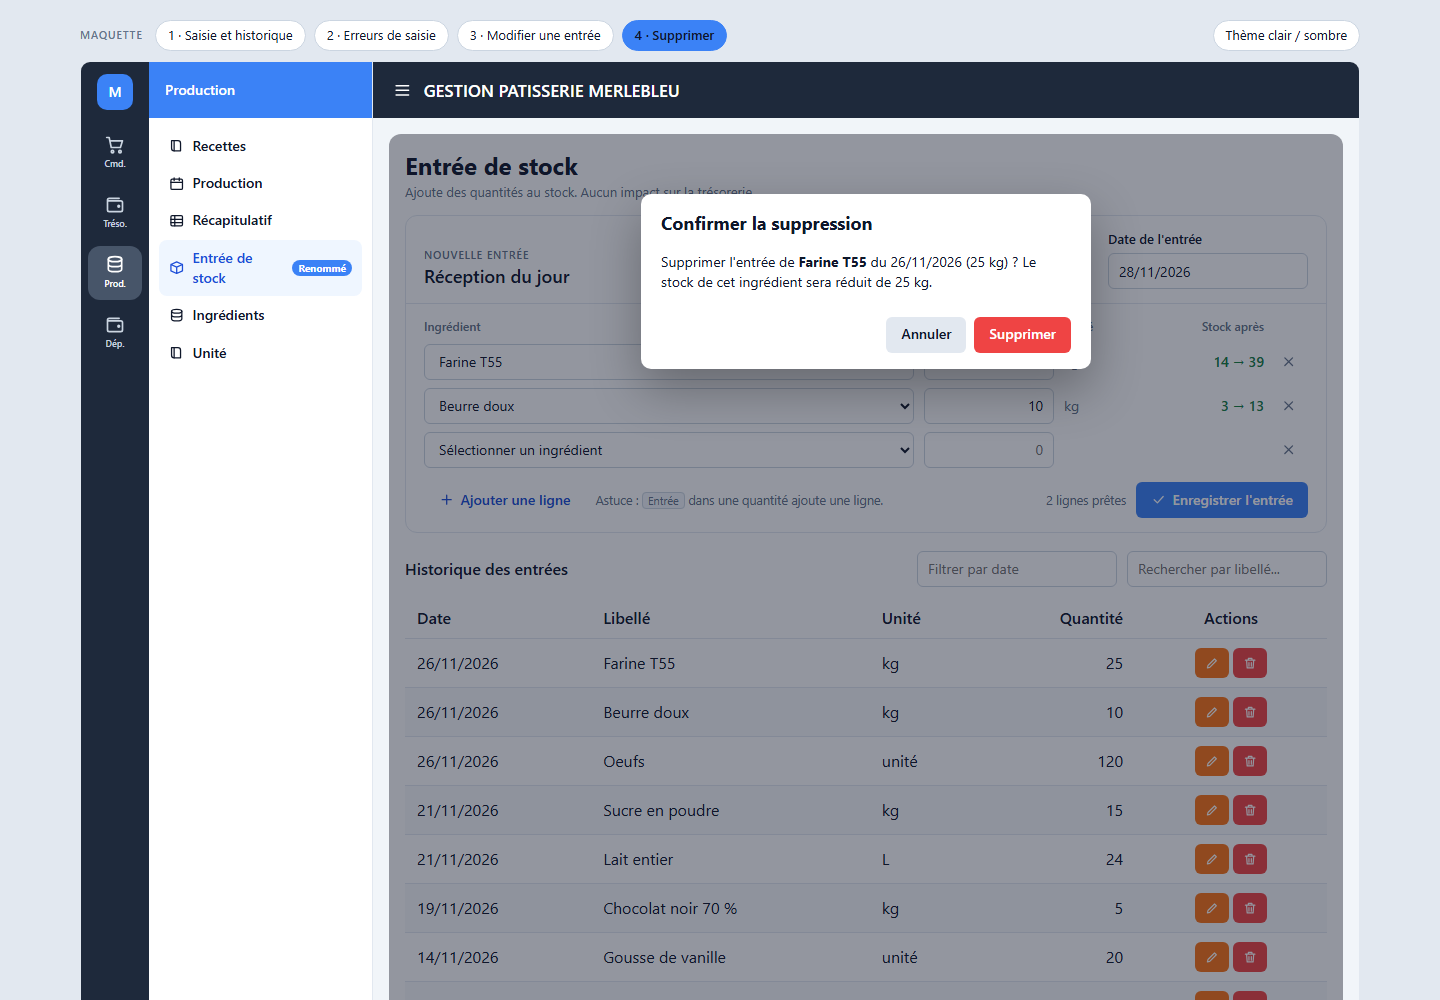 MAQUETTE
1 · Saisie et historique
2 · Erreurs de saisie
3 · Modifier une entrée
4 · Supprimer
Thème clair / sombre
M
Cmd.
Tréso.
Prod.
Dép.
Production
Recettes
Production
Récapitulatif
Entrée de
stock
Renommé
Ingrédients
Unité
GESTION PATISSERIE MERLEBLEU
Entrée de stock
Ajoute des quantités au stock. Aucun impact sur la trésorerie.
NOUVELLE ENTRÉE
Réception du jour
Date de l'entrée
28/11/2026
Confirmer la suppression
Supprimer l'entrée de Farine T55 du 26/11/2026 (25 kg) ? Le
stock de cet ingrédient sera réduit de 25 kg.
Annuler
Supprimer
Ingrédient
Stock après
Farine T55
14 → 39
Beurre doux
10
kg
3 → 13
Sélectionner un ingrédient
0
Ajouter une ligne
Astuce : Entrée dans une quantité ajoute une ligne.
2 lignes prêtes
Enregistrer l'entrée
Historique des entrées
Filtrer par date
Rechercher par libellé...
Date Libellé Unité Quantité Actions
26/11/2026 Farine T55 kg 25
26/11/2026 Beurre doux kg 10
26/11/2026 Oeufs unité 120
21/11/2026 Sucre en poudre kg 15
21/11/2026 Lait entier L 24
19/11/2026 Chocolat noir 70 % kg 5
14/11/2026 Gousse de vanille unité 20